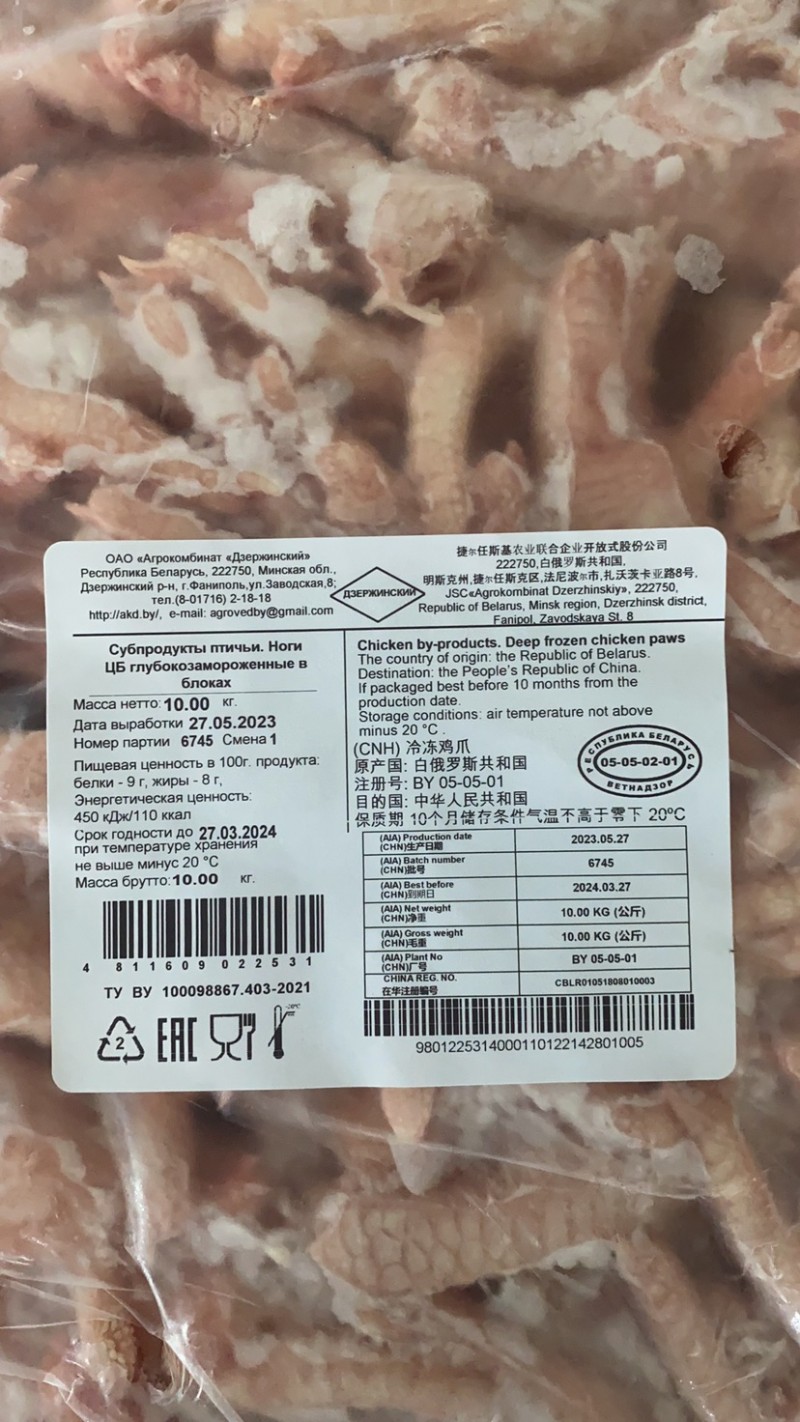 ОАО «Агрокомбинат «Дзержинский»
Республика Беларусь, 222750, Минская обл.,
Дзержинский р-н, г.Фаниполь,ул.Заводская,8;
тел.(8-01716) 2-18-18
http://akd.by/, e-mail: agrovedby@gmail.com
ДЗЕРЖИНСКИЙ
捷尔任斯基农业联合企业开放式股份公司
222750,白俄罗斯共和国,
明斯克州,捷尔任斯克区,法尼波尔市,扎沃茨卡亚路8号,
JSC«Agrokombinat Dzerzhinskiy», 222750,
Republic of Belarus, Minsk region, Dzerzhinsk district,
Fanipol, Zavodskaya St. 8
Субпродукты птичьи. Ноги
ЦБ глубокозамороженные в
блоках
Масса нетто: 10.00 кг.
Дата выработки 27.05.2023
Номер партии 6745 Смена 1
Пищевая ценность в 100г. продукта:
белки - 9 г, жиры - 8 г,
Энергетическая ценность:
450 кДж/110 ккал
Срок годности до 27.03.2024
при температуре хранения
не выше минус 20 °C
Масса брутто: 10.00 кг.
4 811609 022531
ТУ BY 100098867.403-2021
2
EAC
-20°C
Chicken by-products. Deep frozen chicken paws
The country of origin: the Republic of Belarus.
Destination: the People's Republic of China.
If packaged best before 10 months from the
production date.
Storage conditions: air temperature not above
minus 20 °C .
(CNH) 冷冻鸡爪
原产国: 白俄罗斯共和国
注册号: BY 05-05-01
目的国: 中华人民共和国
保质期 10个月储存条件气温不高于零下 20ºC
РЕСПУБЛИКА БЕЛАРУСЬ
05-05-02-01
ВЕТНАДЗОР
(AIA) Production date
(CHN)生产日期
2023.05.27
(AIA) Batch number
(CHN)批号
6745
(AIA) Best before
(CHN)到期日
2024.03.27
(AIA) Net weight
(CHN)净重
10.00 KG (公斤)
(AIA) Gross weight
(CHN)毛重
10.00 KG (公斤)
(AIA) Plant No
(CHN)厂号
BY 05-05-01
CHINA REG. NO.
在华注册编号
CBLR01051808010003
9801225314000110122142801005